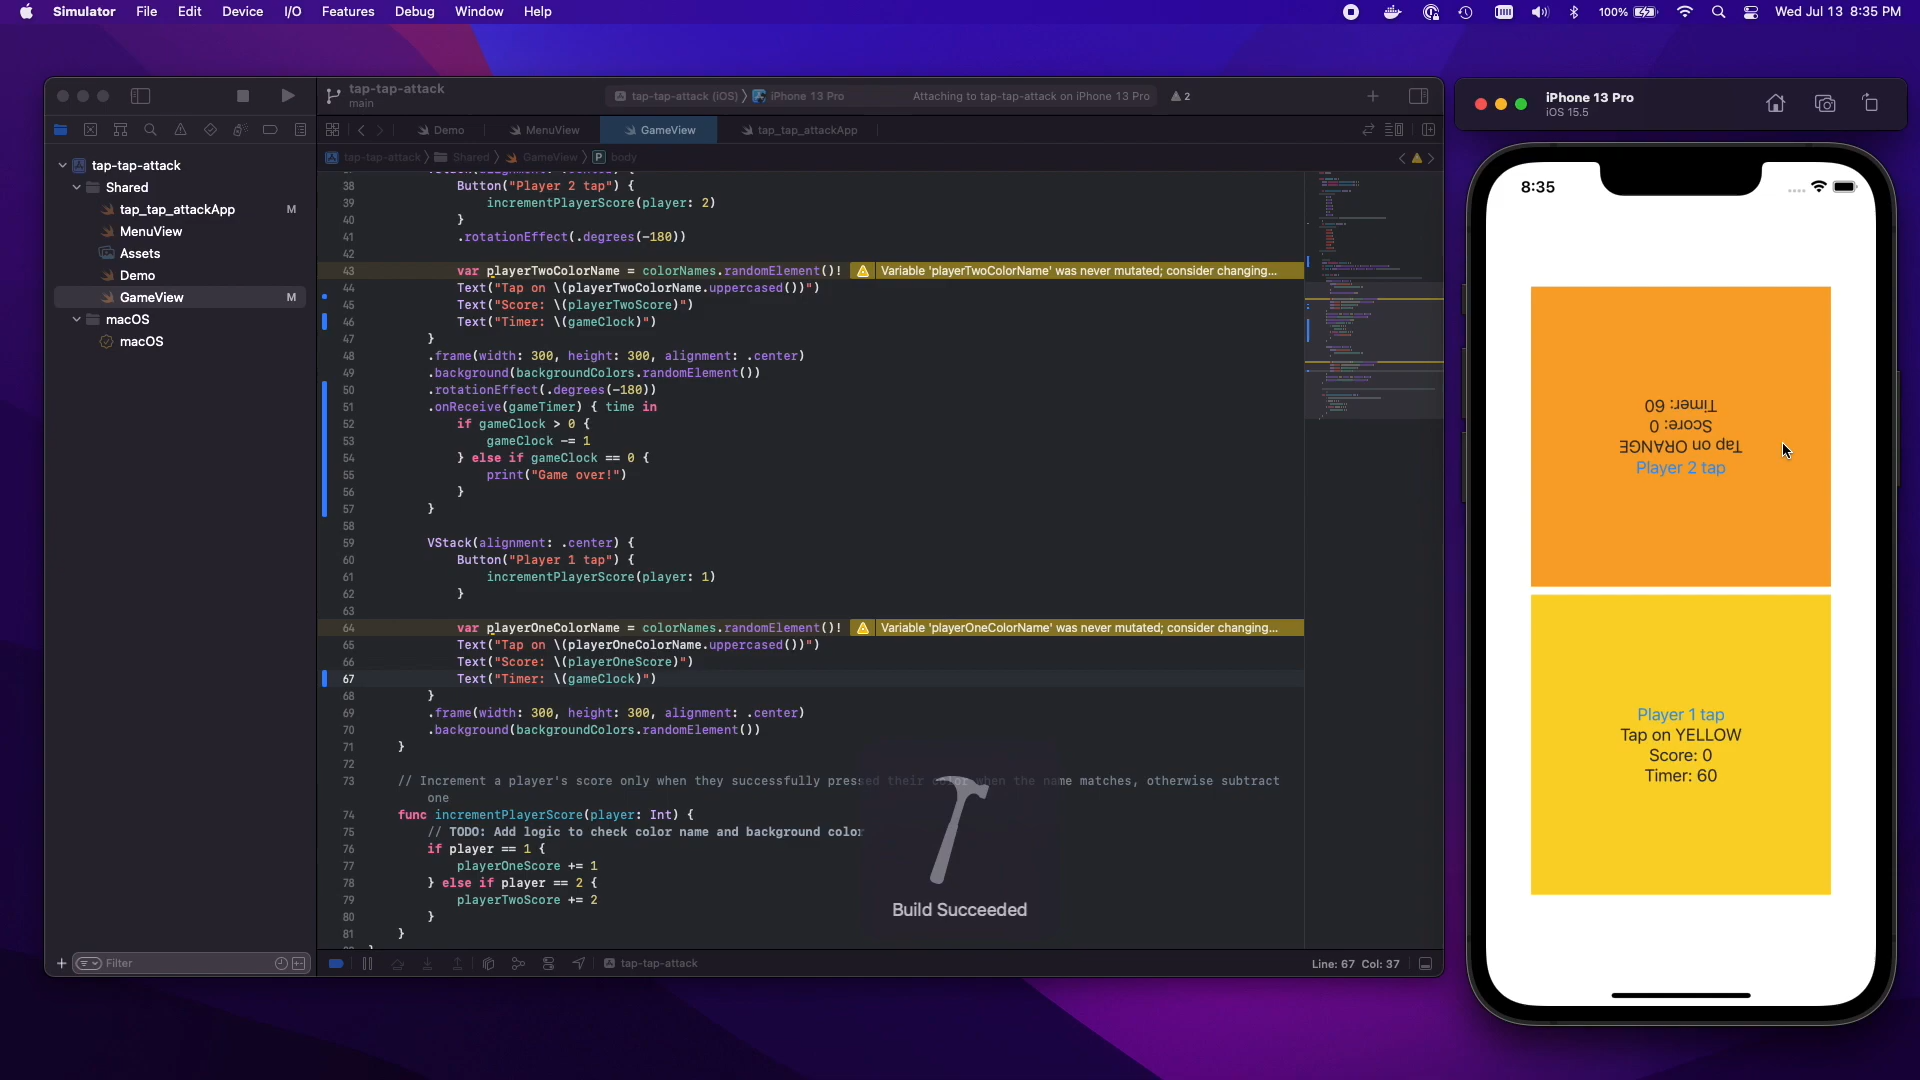 Simulator File Edit Device I/O Features Debug Window Help
100%
Wed Jul 13 8:35 PM
tap-tap-attack
main
tap-tap-attack (iOS) 〉 iPhone 13 Pro
Attaching to tap-tap-attack on iPhone 13 Pro
2
Demo
MenuView
GameView
tap_tap_attackApp
tap-tap-attack 〉 Shared 〉 GameView 〉 P body
tap-tap-attack
Shared
tap_tap_attackApp M
MenuView
Assets
Demo
GameView M
macOS
macOS
Filter
38 Button("Player 2 tap") {
39 incrementPlayerScore(player: 2)
40 }
41 .rotationEffect(.degrees(-180))
42
43 var playerTwoColorName = colorNames.randomElement()! Variable 'playerTwoColorName' was never mutated; consider changing...
44 Text("Tap on \(playerTwoColorName.uppercased())")
45 Text("Score: \(playerTwoScore)")
46 Text("Timer: \(gameClock)")
47 }
48 .frame(width: 300, height: 300, alignment: .center)
49 .background(backgroundColors.randomElement())
50 .rotationEffect(.degrees(-180))
51 .onReceive(gameTimer) { time in
52 if gameClock > 0 {
53 gameClock -= 1
54 } else if gameClock == 0 {
55 print("Game over!")
56 }
57 }
58
59 VStack(alignment: .center) {
60 Button("Player 1 tap") {
61 incrementPlayerScore(player: 1)
62 }
63
64 var playerOneColorName = colorNames.randomElement()! Variable 'playerOneColorName' was never mutated; consider changing...
65 Text("Tap on \(playerOneColorName.uppercased())")
66 Text("Score: \(playerOneScore)")
67 Text("Timer: \(gameClock)")
68 }
69 .frame(width: 300, height: 300, alignment: .center)
70 .background(backgroundColors.randomElement())
71 }
72
73 // Increment a player's score only when they successfully pressed their color when the name matches, otherwise subtract
one
74 func incrementPlayerScore(player: Int) {
75 // TODO: Add logic to check color name and background color
76 if player == 1 {
77 playerOneScore += 1
78 } else if player == 2 {
79 playerTwoScore += 2
80 }
81 }
Build Succeeded
tap-tap-attack
Line: 67 Col: 37
iPhone 13 Pro
iOS 15.5
8:35
Timer: 60
Score: 0
Tap on ORANGE
Player 2 tap
Player 1 tap
Tap on YELLOW
Score: 0
Timer: 60